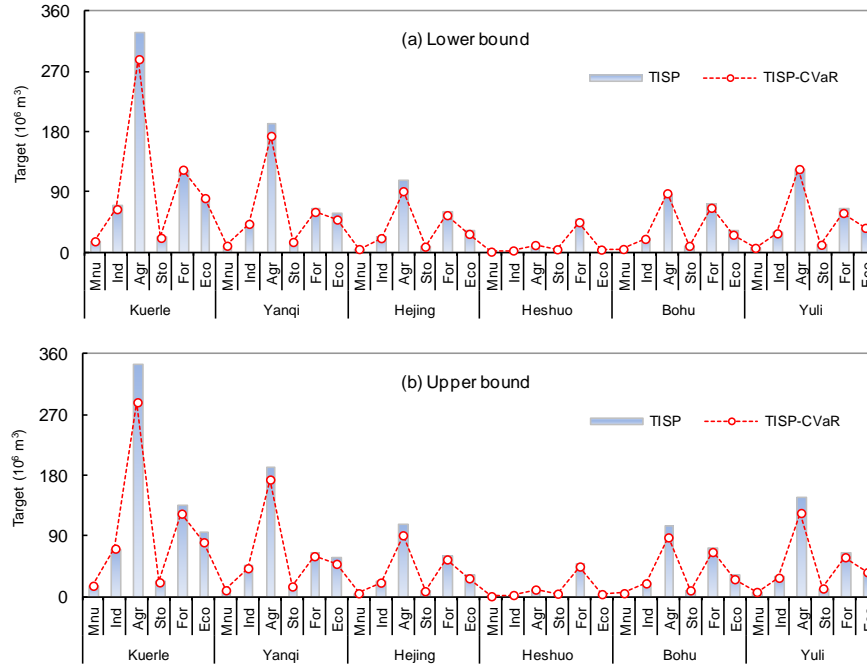 360
(a) Lower bound
270
TISP
TISP-CVaR
180
90
0
Target (10⁶ m³)
Mnu Ind Agr Sto For Eco Mnu Ind Agr Sto For Eco Mnu Ind Agr Sto For Eco Mnu Ind Agr Sto For Eco Mnu Ind Agr Sto For Eco Mnu Ind Agr Sto For Eco
Kuerle Yanqi Hejing Heshuo Bohu Yuli
360
(b) Upper bound
270
TISP
TISP-CVaR
180
90
0
Target (10⁶ m³)
Mnu Ind Agr Sto For Eco Mnu Ind Agr Sto For Eco Mnu Ind Agr Sto For Eco Mnu Ind Agr Sto For Eco Mnu Ind Agr Sto For Eco Mnu Ind Agr Sto For Eco
Kuerle Yanqi Hejing Heshuo Bohu Yuli